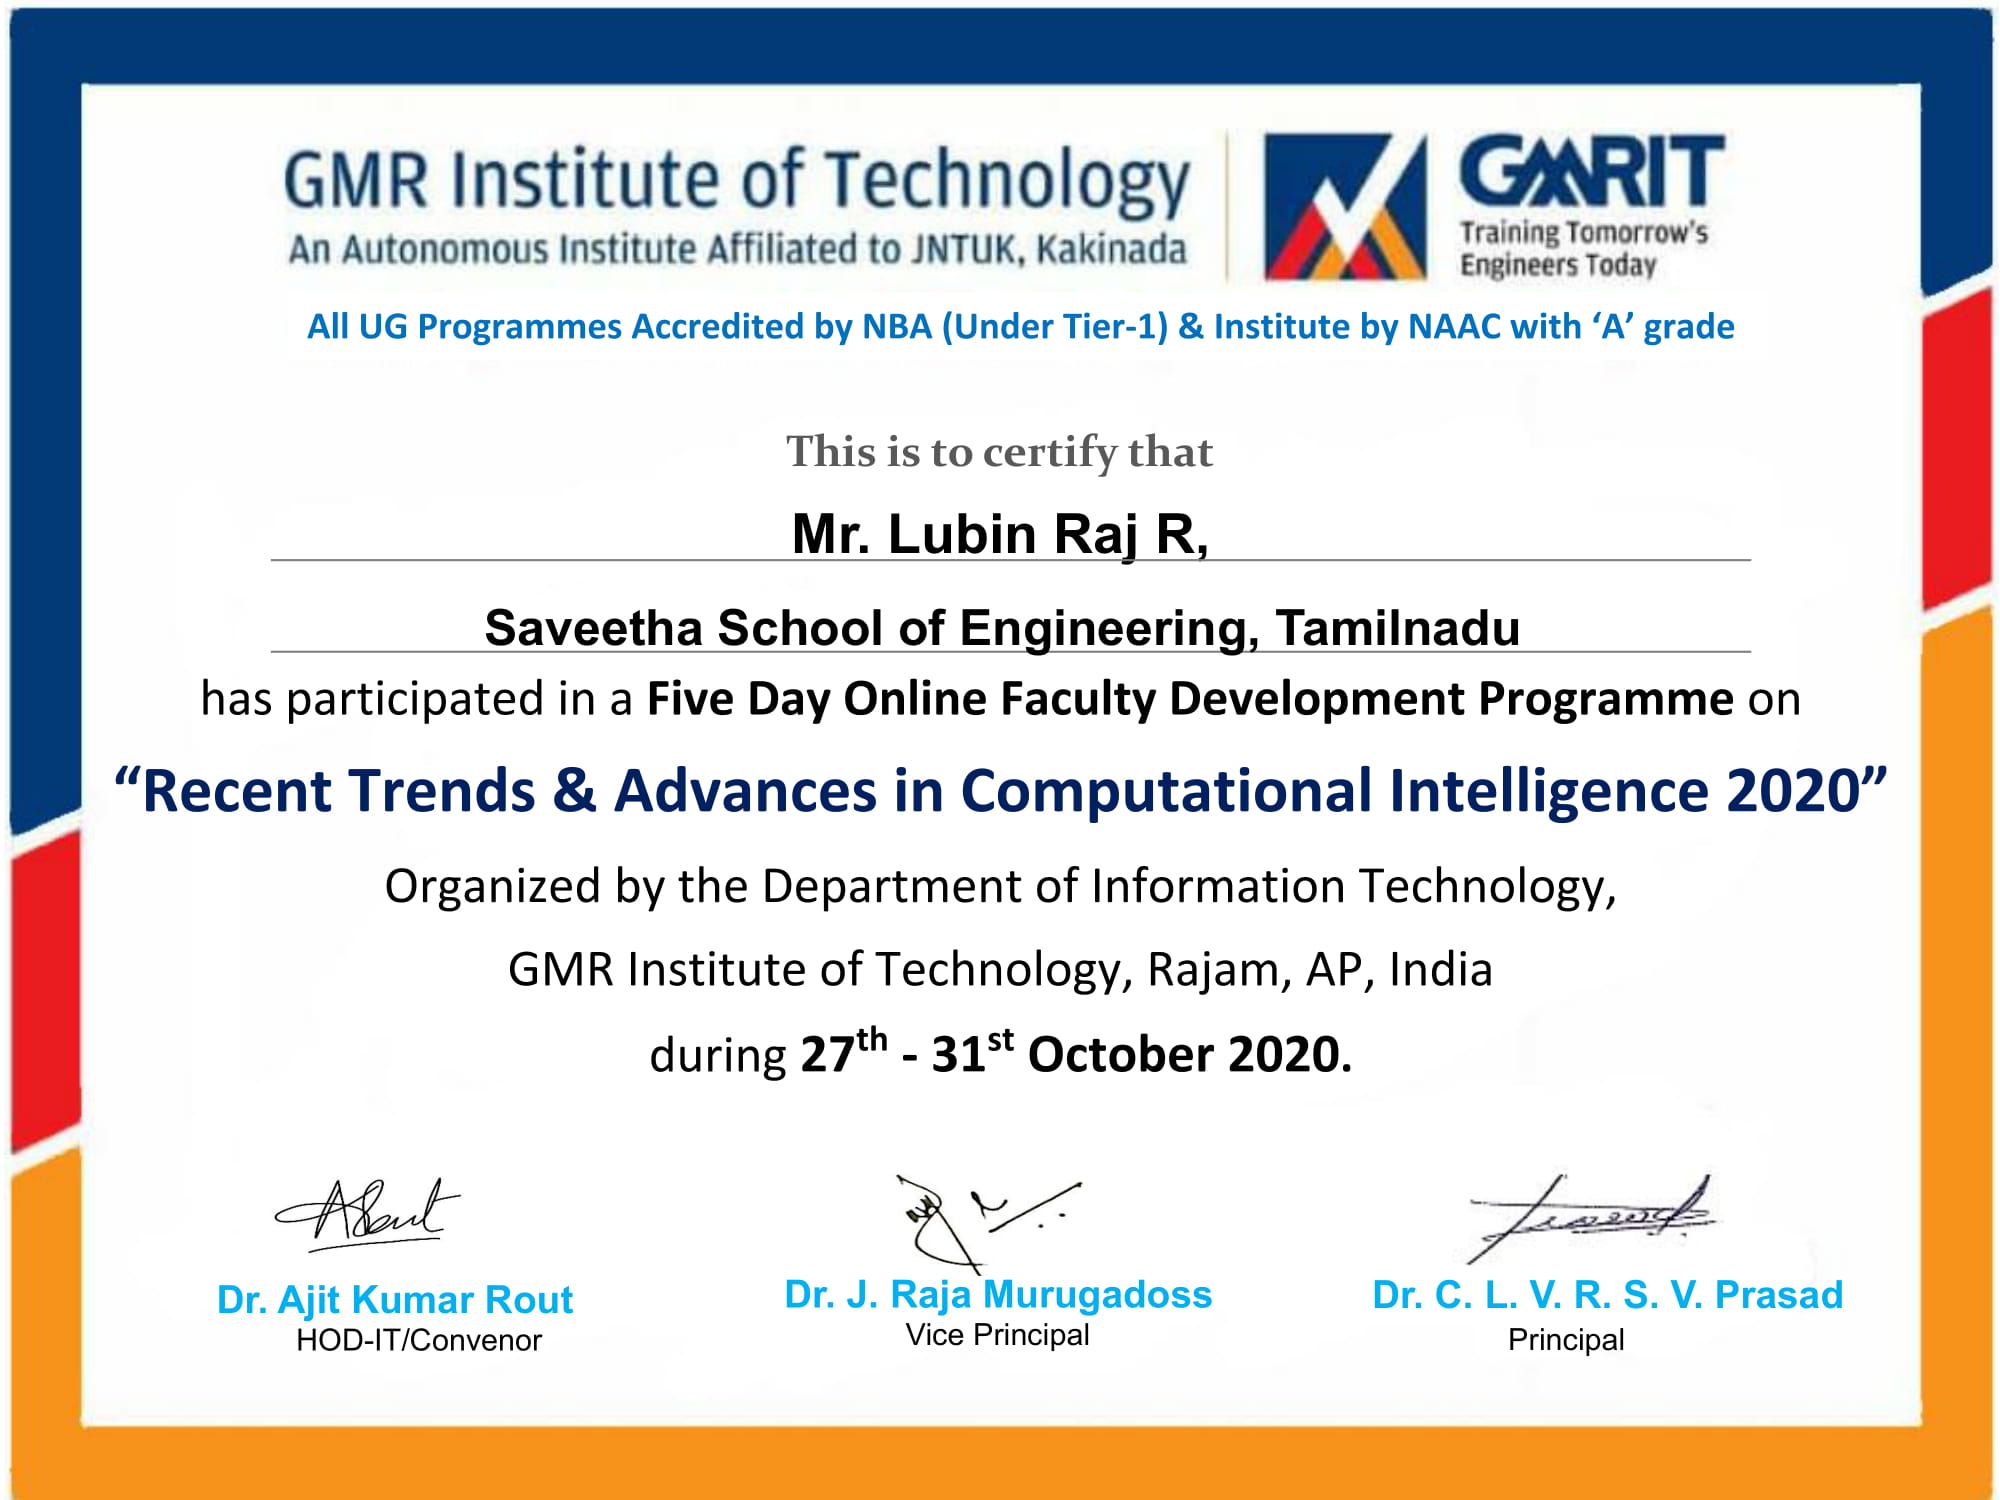 GMR Institute of Technology
An Autonomous Institute Affiliated to JNTUK, Kakinada
GMRIT
Training Tomorrow's
Engineers Today
All UG Programmes Accredited by NBA (Under Tier-1) & Institute by NAAC with ‘A’ grade
This is to certify that
Mr. Lubin Raj R,
Saveetha School of Engineering, Tamilnadu
has participated in a Five Day Online Faculty Development Programme on
“Recent Trends & Advances in Computational Intelligence 2020”
Organized by the Department of Information Technology,
GMR Institute of Technology, Rajam, AP, India
during 27th - 31st October 2020.
Dr. Ajit Kumar Rout
HOD-IT/Convenor
Dr. J. Raja Murugadoss
Vice Principal
Dr. C. L. V. R. S. V. Prasad
Principal